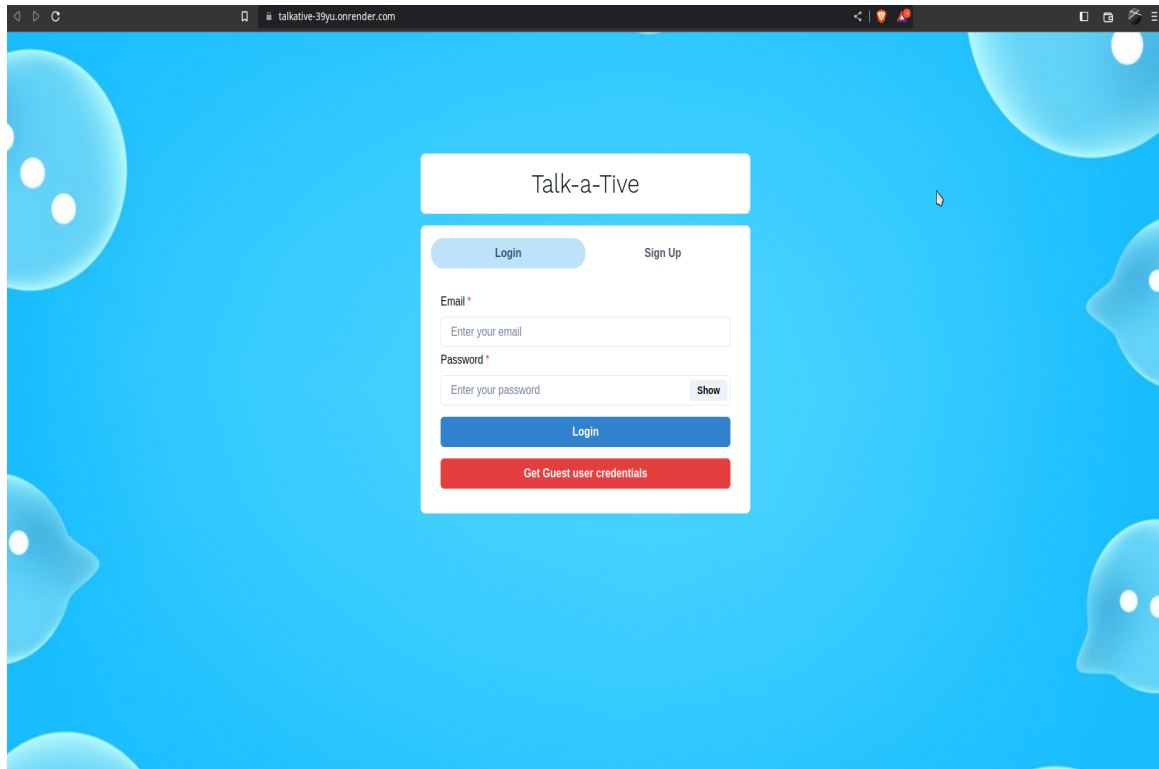 talkative-39yu.onrender.com
Talk-a-Tive
Login Sign Up
Email *
Enter your email
Password *
Enter your password Show
Login
Get Guest user credentials